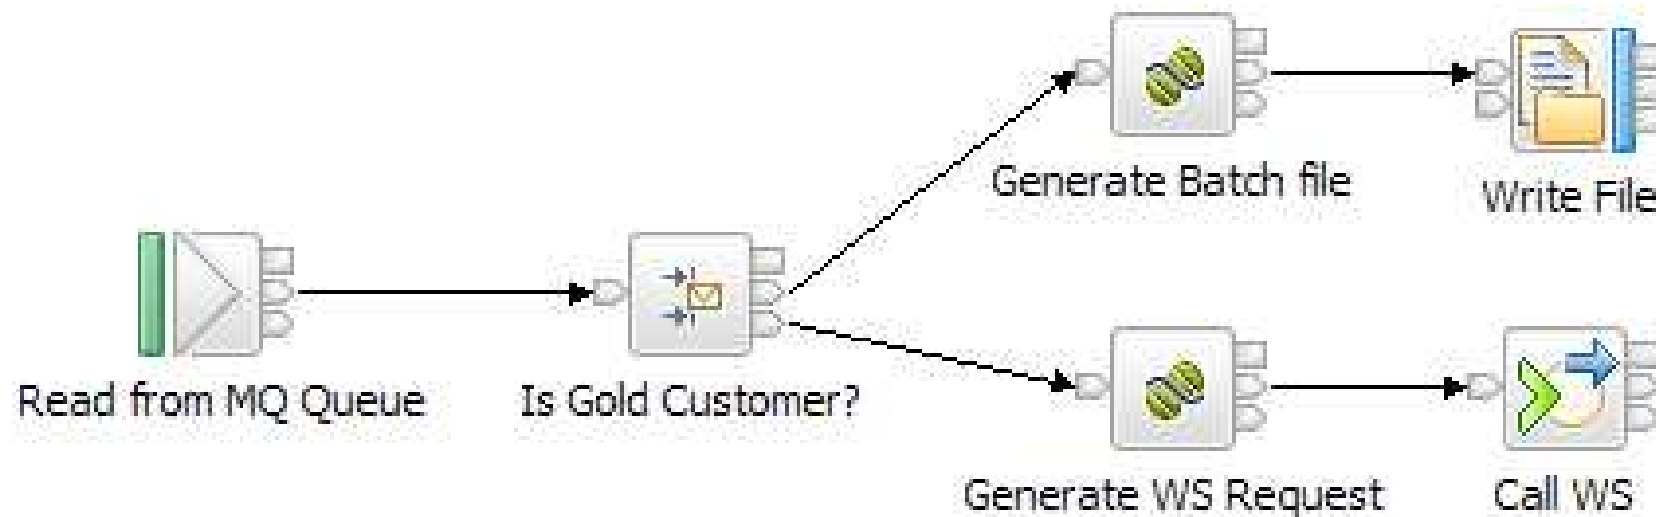 Generate Batch file
Write File
Read from MQ Queue
Is Gold Customer?
Generate WS Request
Call WS